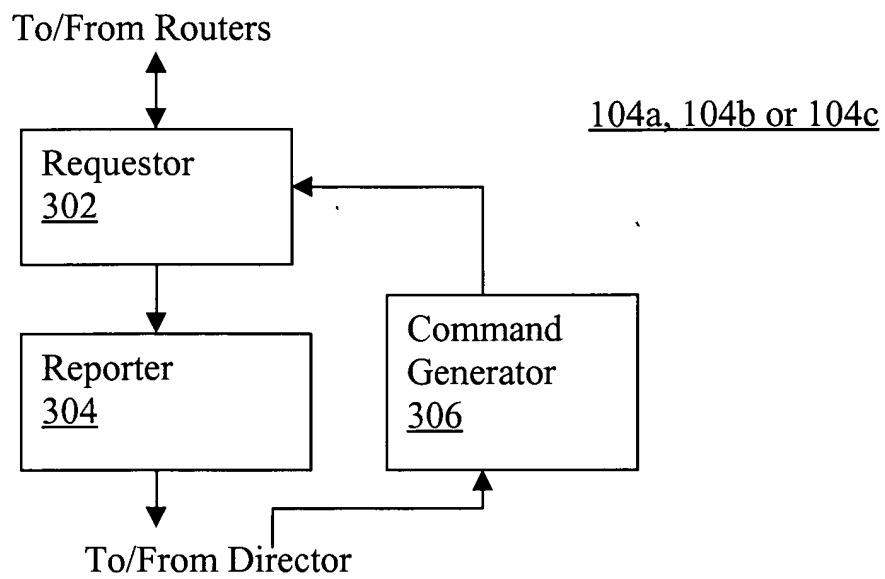 To/From Routers
104a, 104b or 104c
Requestor
302
Command
Generator
306
Reporter
304
To/From Director